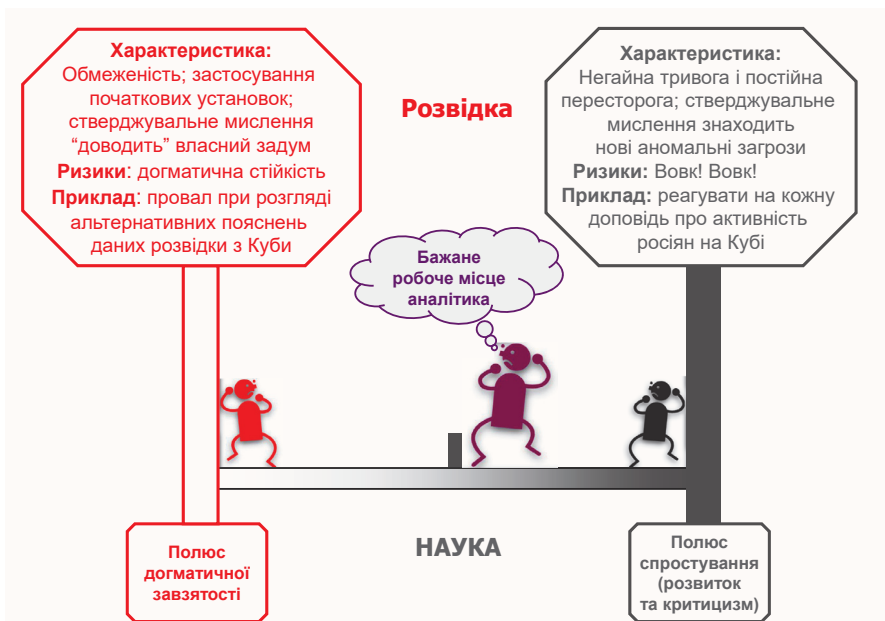 Характеристика:
Обмеженість; застосування
початкових установок;
стверджувальне мислення
“доводить” власний задум
Ризики: догматична стійкість
Приклад: провал при розгляді
альтернативних пояснень
даних розвідки з Куби
Розвідка
Характеристика:
Негайна тривога і постійна
пересторога; стверджувальне
мислення знаходить
нові аномальні загрози
Ризики: Вовк! Вовк!
Приклад: реагувати на кожну
доповідь про активність
росіян на Кубі
Бажане
робоче місце
аналітика
Полюс
догматичної
завзятості
НАУКА
Полюс
спростування
(розвиток
та критицизм)